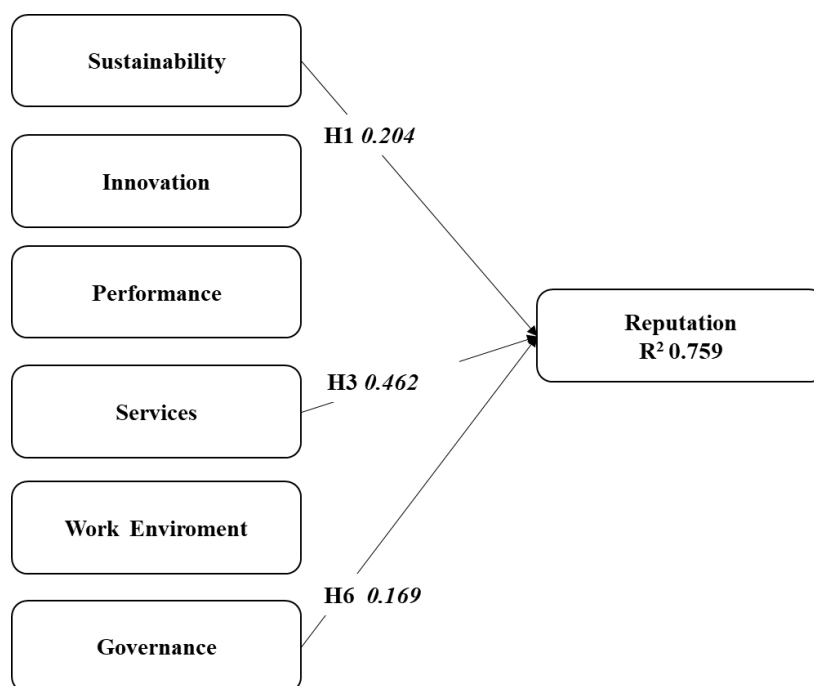 Sustainability
H1 0.204
Innovation
Performance
Reputation
R² 0.759
H3 0.462
Services
Work Enviroment
H6 0.169
Governance